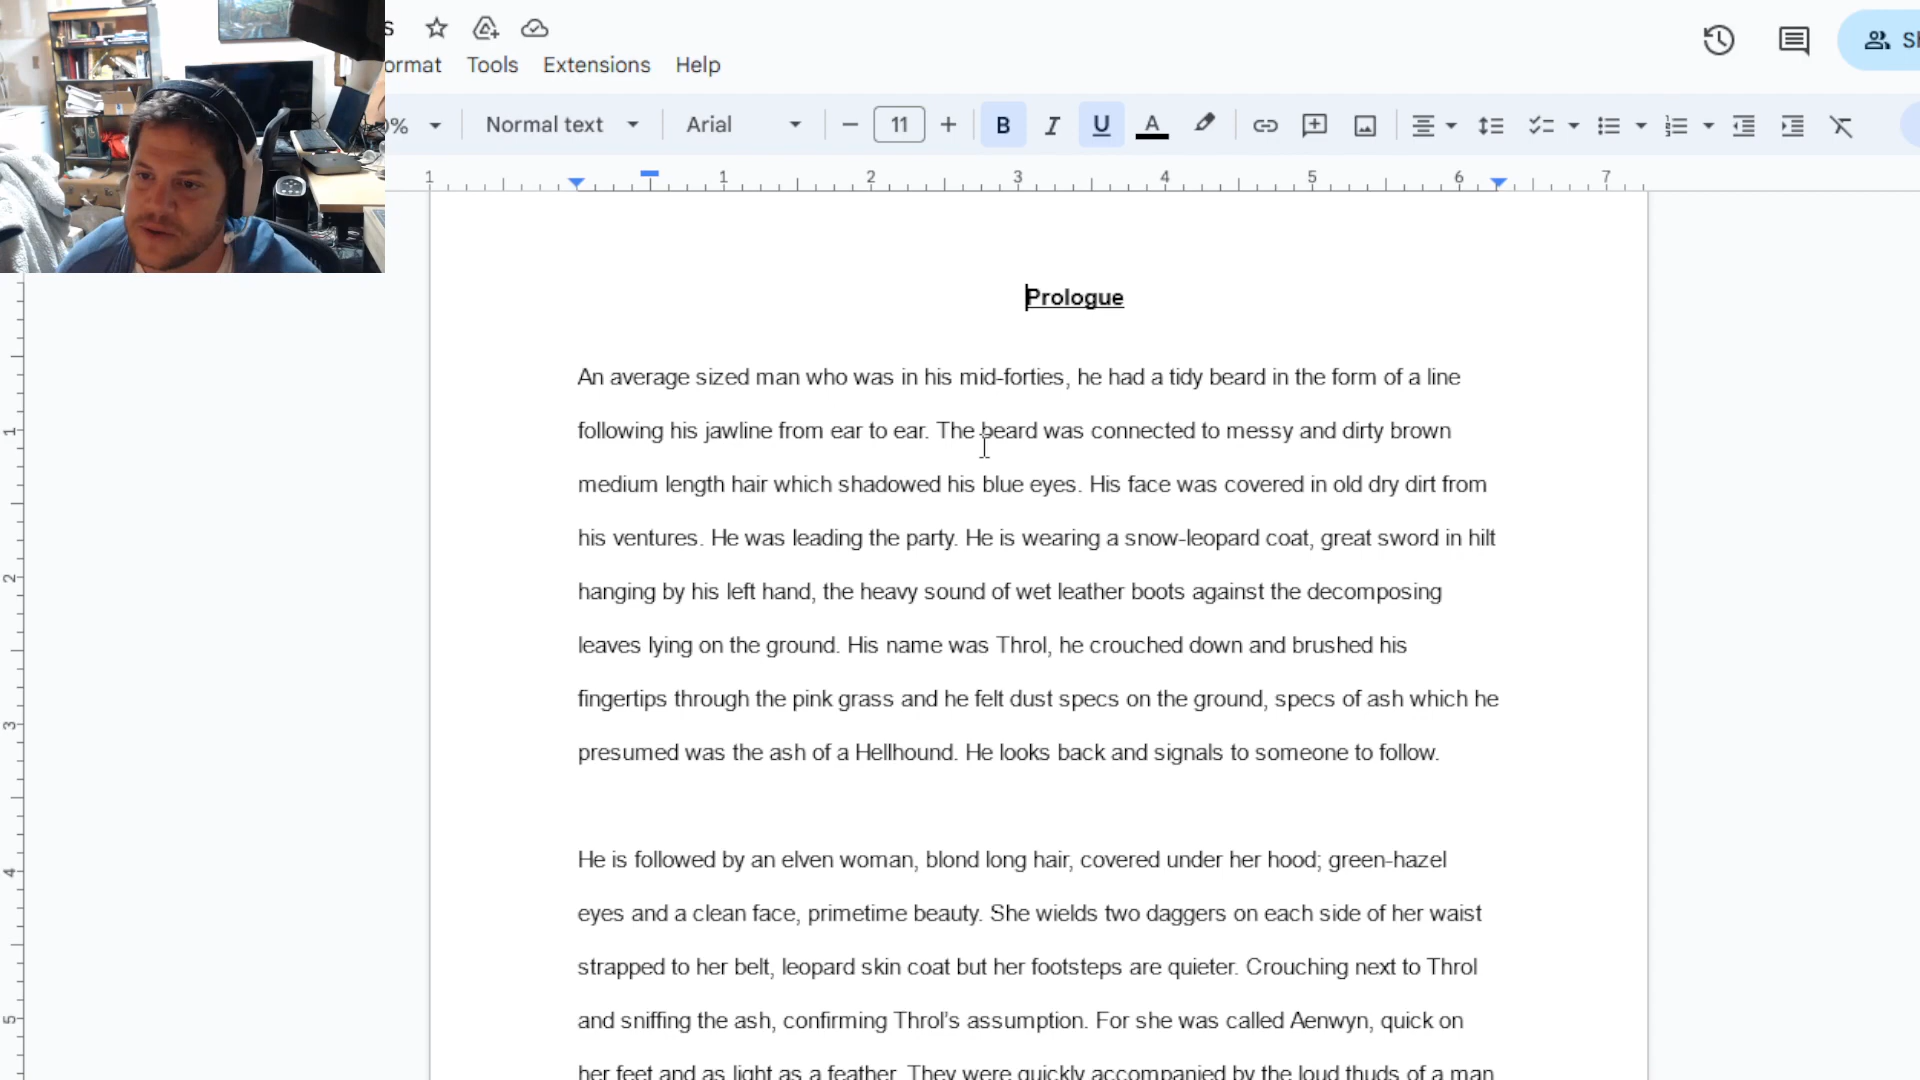 s
ormat Tools Extensions Help
0% Normal text Arial 11 B I U A
1 1 2 3 4 5 6 7
Prologue
An average sized man who was in his mid-forties, he had a tidy beard in the form of a line
following his jawline from ear to ear. The beard was connected to messy and dirty brown
medium length hair which shadowed his blue eyes. His face was covered in old dry dirt from
his ventures. He was leading the party. He is wearing a snow-leopard coat, great sword in hilt
hanging by his left hand, the heavy sound of wet leather boots against the decomposing
leaves lying on the ground. His name was Throl, he crouched down and brushed his
fingertips through the pink grass and he felt dust specs on the ground, specs of ash which he
presumed was the ash of a Hellhound. He looks back and signals to someone to follow.
He is followed by an elven woman, blond long hair, covered under her hood; green-hazel
eyes and a clean face, primetime beauty. She wields two daggers on each side of her waist
strapped to her belt, leopard skin coat but her footsteps are quieter. Crouching next to Throl
and sniffing the ash, confirming Throl’s assumption. For she was called Aenwyn, quick on
her feet and as light as a feather. They were quickly accompanied by the loud thuds of a man
1
2
3
4
5